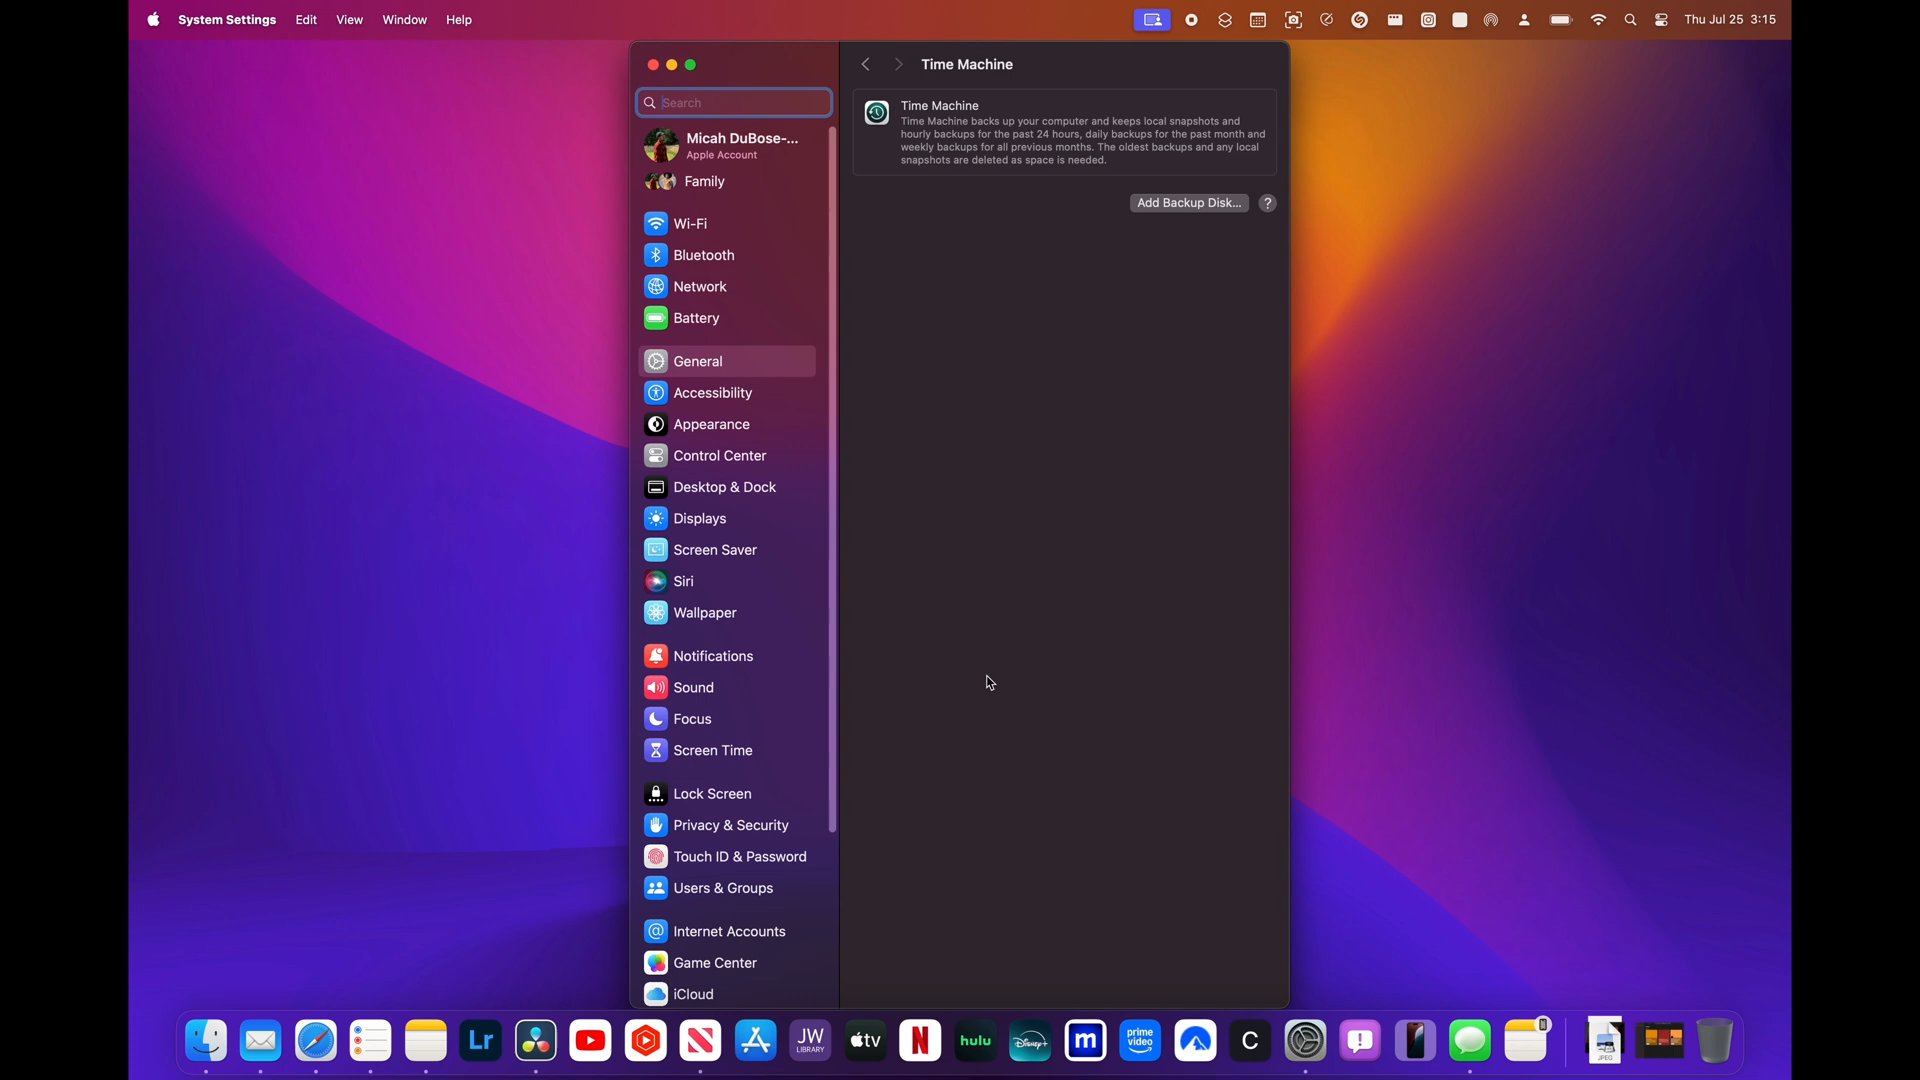 System Settings Edit View Window Help
Thu Jul 25 3:15
Search
Micah DuBose-...
Apple Account
Family
Wi-Fi
Bluetooth
Network
Battery
General
Accessibility
Appearance
Control Center
Desktop & Dock
Displays
Screen Saver
Siri
Wallpaper
Notifications
Sound
Focus
Screen Time
Lock Screen
Privacy & Security
Touch ID & Password
Users & Groups
Internet Accounts
Game Center
iCloud
Time Machine
Time Machine
Time Machine backs up your computer and keeps local snapshots and
hourly backups for the past 24 hours, daily backups for the past month and
weekly backups for all previous months. The oldest backups and any local
snapshots are deleted as space is needed.
Add Backup Disk... ?
Lr
JW
LIBRARY
tv
N
hulu
Disney+
m
prime
video
C
JPEG